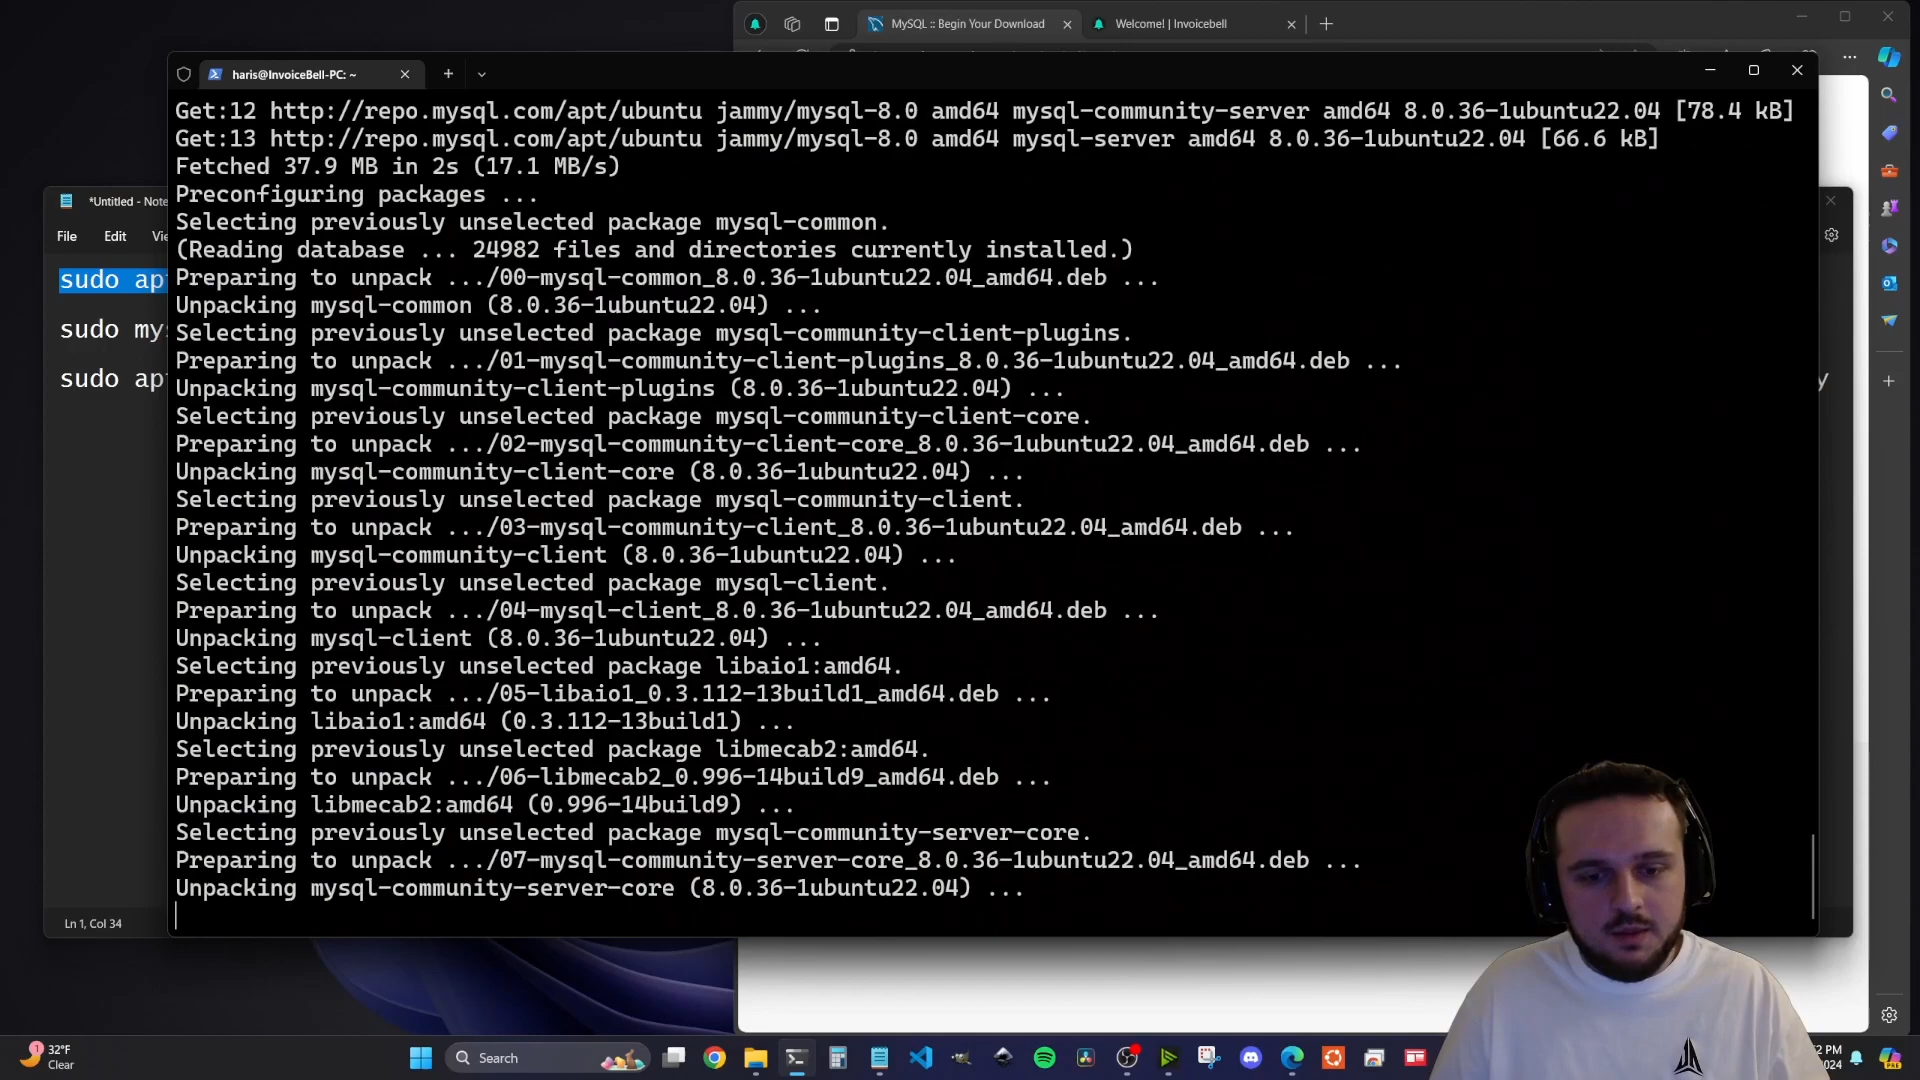 MySQL :: Begin Your Download
Welcome! | Invoicebell
haris@InvoiceBell-PC: ~
Get:12 http://repo.mysql.com/apt/ubuntu jammy/mysql-8.0 amd64 mysql-community-server amd64 8.0.36-1ubuntu22.04 [78.4 kB]
Get:13 http://repo.mysql.com/apt/ubuntu jammy/mysql-8.0 amd64 mysql-server amd64 8.0.36-1ubuntu22.04 [66.6 kB]
Fetched 37.9 MB in 2s (17.1 MB/s)
Preconfiguring packages ...
Selecting previously unselected package mysql-common.
(Reading database ... 24982 files and directories currently installed.)
Preparing to unpack .../00-mysql-common_8.0.36-1ubuntu22.04_amd64.deb ...
Unpacking mysql-common (8.0.36-1ubuntu22.04) ...
Selecting previously unselected package mysql-community-client-plugins.
Preparing to unpack .../01-mysql-community-client-plugins_8.0.36-1ubuntu22.04_amd64.deb ...
Unpacking mysql-community-client-plugins (8.0.36-1ubuntu22.04) ...
Selecting previously unselected package mysql-community-client-core.
Preparing to unpack .../02-mysql-community-client-core_8.0.36-1ubuntu22.04_amd64.deb ...
Unpacking mysql-community-client-core (8.0.36-1ubuntu22.04) ...
Selecting previously unselected package mysql-community-client.
Preparing to unpack .../03-mysql-community-client_8.0.36-1ubuntu22.04_amd64.deb ...
Unpacking mysql-community-client (8.0.36-1ubuntu22.04) ...
Selecting previously unselected package mysql-client.
Preparing to unpack .../04-mysql-client_8.0.36-1ubuntu22.04_amd64.deb ...
Unpacking mysql-client (8.0.36-1ubuntu22.04) ...
Selecting previously unselected package libaio1:amd64.
Preparing to unpack .../05-libaio1_0.3.112-13build1_amd64.deb ...
Unpacking libaio1:amd64 (0.3.112-13build1) ...
Selecting previously unselected package libmecab2:amd64.
Preparing to unpack .../06-libmecab2_0.996-14build9_amd64.deb ...
Unpacking libmecab2:amd64 (0.996-14build9) ...
Selecting previously unselected package mysql-community-server-core.
Preparing to unpack .../07-mysql-community-server-core_8.0.36-1ubuntu22.04_amd64.deb ...
Unpacking mysql-community-server-core (8.0.36-1ubuntu22.04) ...
*Untitled - Note
File Edit Vi
sudo ap
sudo my
sudo ap
y
Ln 1, Col 34
1
32°F
Clear
Search
2 PM
2024
PRE